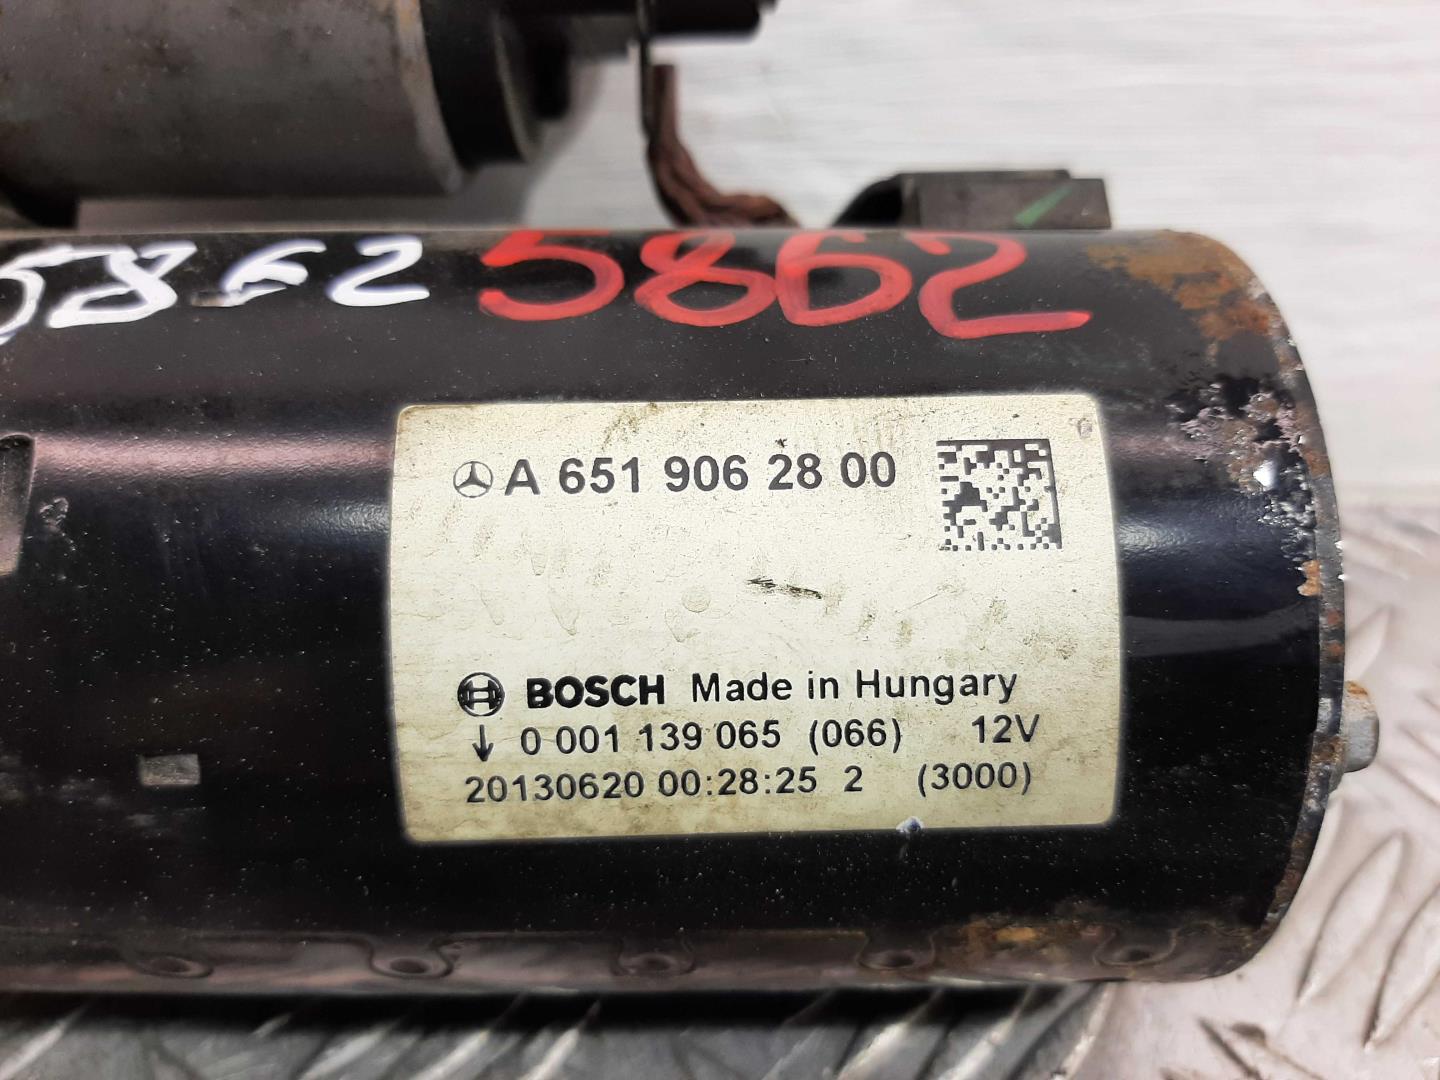 5862 5862
A 651 906 28 00
BOSCH Made in Hungary
↓ 0 001 139 065 (066) 12V
20130620 00:28:25 2 (3000)